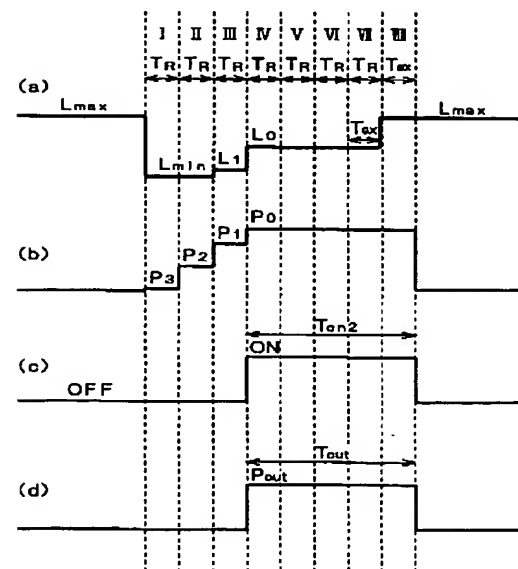 I II III IV V VI VII VIII
TR TR TR TR TR TR TR Tex
(a)
Lmax Lmin L1 L0 Tex Lmax
(b)
P3 P2 P1 P0
(c)
OFF ON Ton2
(d)
Tout
Pout